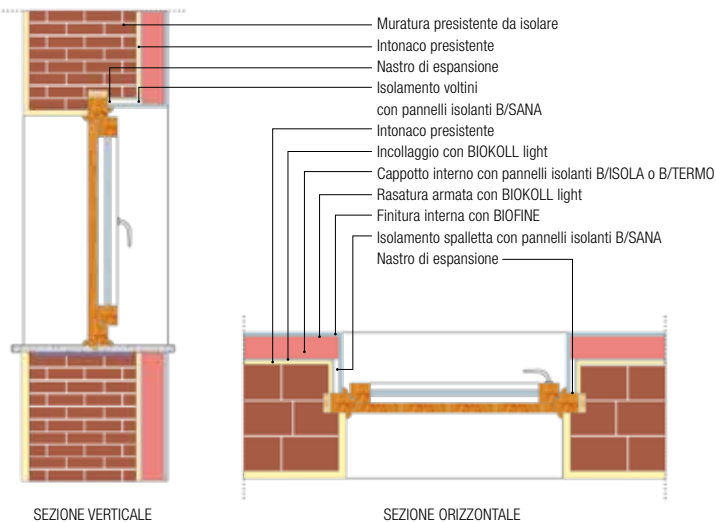 Muratura presistente da isolare
Intonaco presistente
Nastro di espansione
Isolamento voltini
con pannelli isolanti B/SANA
Intonaco presistente
Incollaggio con BIOKOLL light
Cappotto interno con pannelli isolanti B/ISOLA o B/TERMO
Rasatura armata con BIOKOLL light
Finitura interna con BIOFINE
Isolamento spalletta con pannelli isolanti B/SANA
Nastro di espansione
SEZIONE VERTICALE
SEZIONE ORIZZONTALE